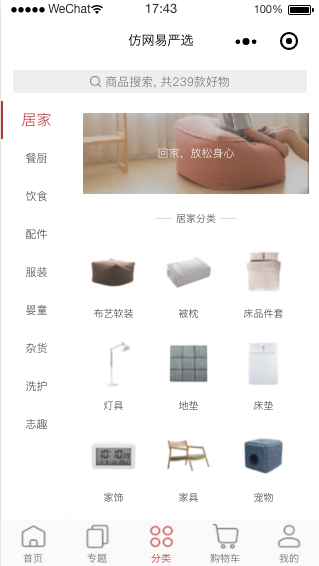 WeChat 17:43 100%
仿网易严选
商品搜索, 共239款好物
居家
餐厨
饮食
配件
服装
婴童
杂货
洗护
志趣
回家，放松身心
居家分类
布艺软装 被枕 床品件套
灯具 地垫 床垫
家饰 家具 宠物
首页 专题 分类 购物车 我的